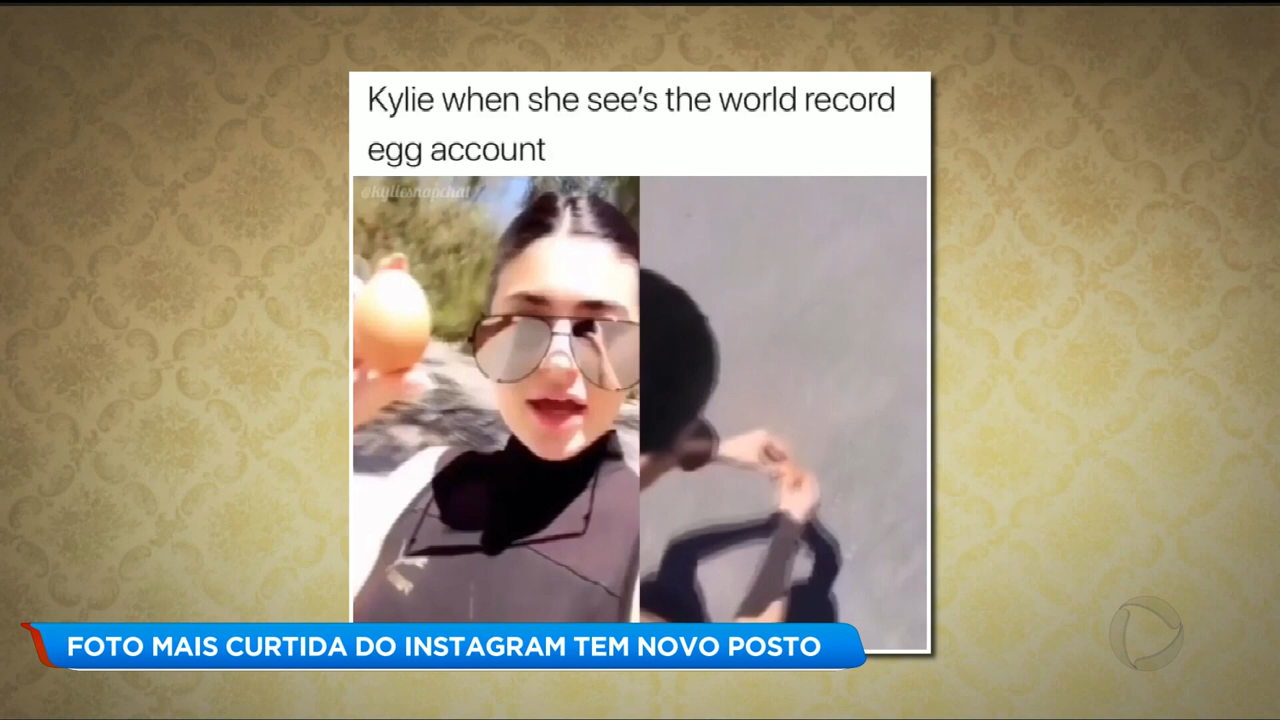 Kylie when she see's the world record
egg account
@kyliesnapchat
FOTO MAIS CURTIDA DO INSTAGRAM TEM NOVO POSTO